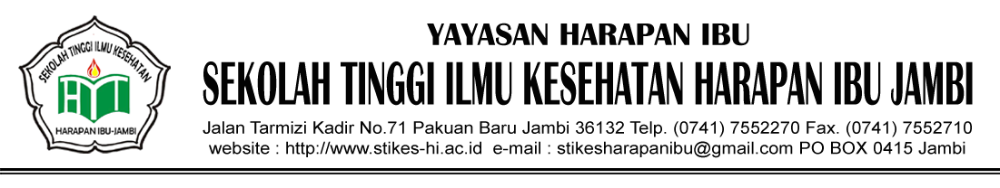 SEKOLAH TINGGI ILMU KESEHATAN
HARAPAN IBU-JAMBI
YAYASAN HARAPAN IBU
SEKOLAH TINGGI ILMU KESEHATAN HARAPAN IBU JAMBI
Jalan Tarmizi Kadir No.71 Pakuan Baru Jambi 36132 Telp. (0741) 7552270 Fax. (0741) 7552710
website : http://www.stikes-hi.ac.id e-mail : stikesharapanibu@gmail.com PO BOX 0415 Jambi